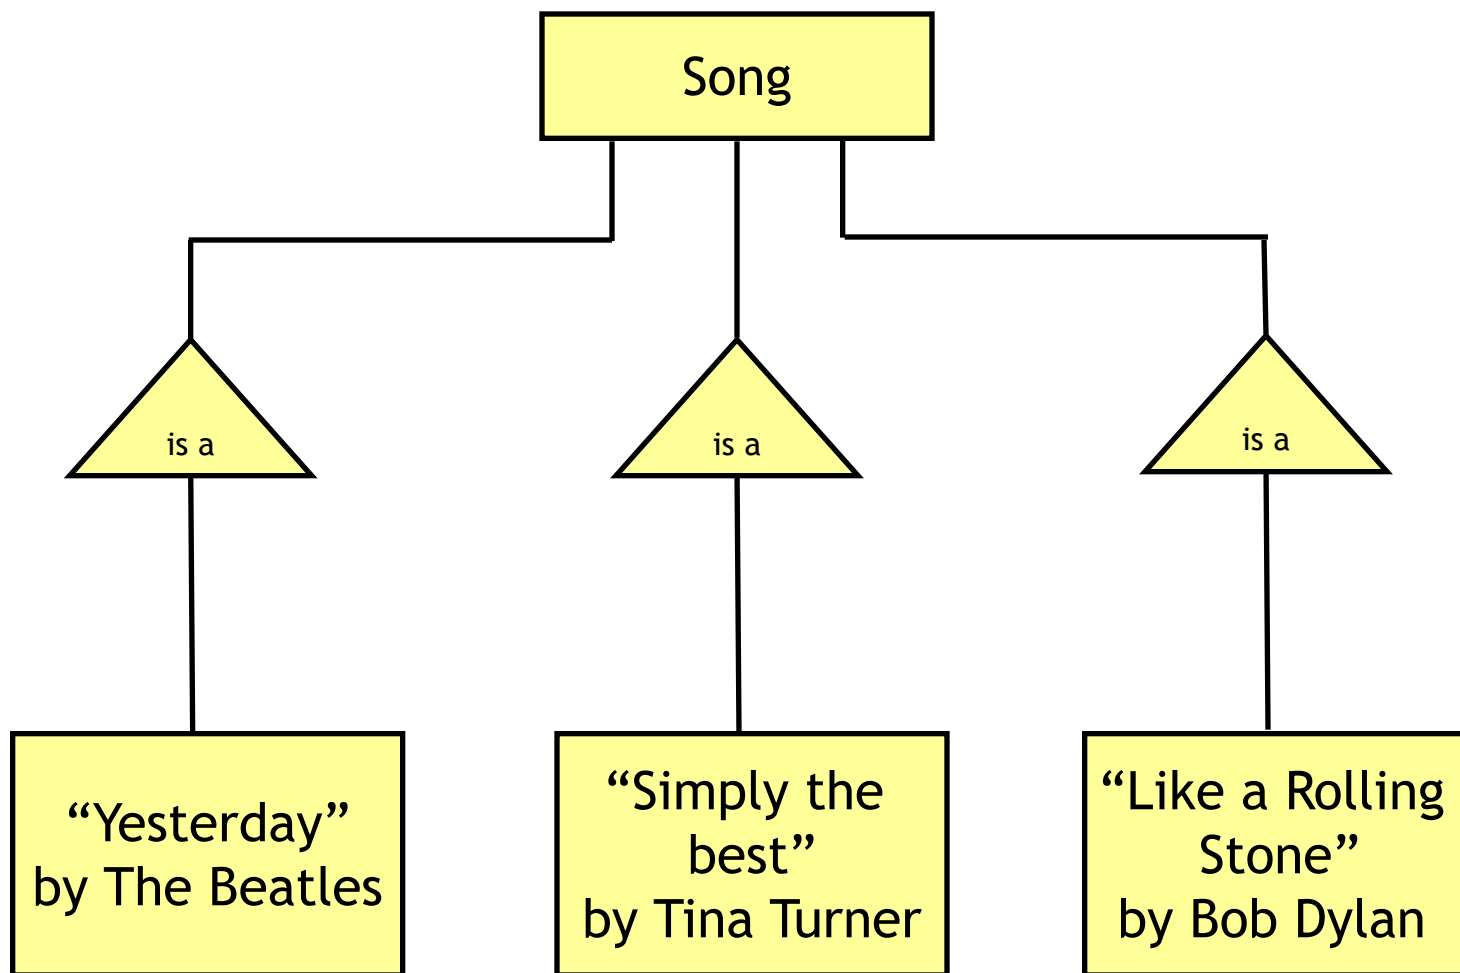 Song
is a
is a
is a
“Yesterday”
by The Beatles
“Simply the
best”
by Tina Turner
“Like a Rolling
Stone”
by Bob Dylan